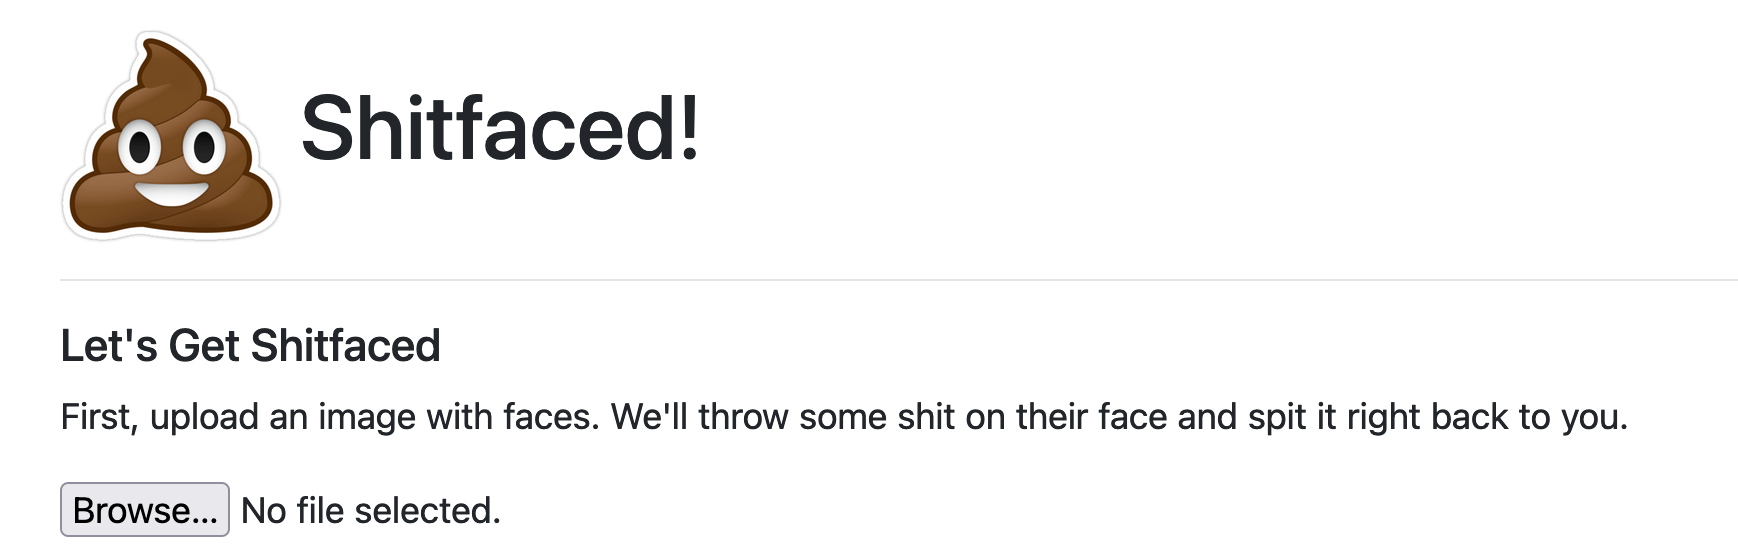 Shitfaced!
Let's Get Shitfaced
First, upload an image with faces. We'll throw some shit on their face and spit it right back to you.
Browse... No file selected.